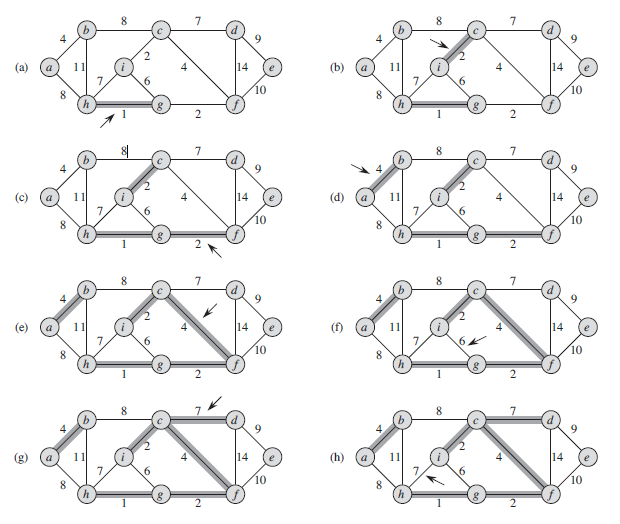 8 7
b c d
4 2 9
(a) a 11 i 4 14 e
8 7 6 10
h g f
1 2
8 7
b c d
4 2 9
(b) a 11 i 4 14 e
8 7 6 10
h g f
1 2
8 7
b c d
4 2 9
(c) a 11 i 4 14 e
8 7 6 10
h g f
1 2
8 7
b c d
4 2 9
(d) a 11 i 4 14 e
8 7 6 10
h g f
1 2
8 7
b c d
4 2 9
(e) a 11 i 4 14 e
8 7 6 10
h g f
1 2
8 7
b c d
4 2 9
(f) a 11 i 4 14 e
8 7 6 10
h g f
1 2
8 7
b c d
4 2 9
(g) a 11 i 4 14 e
8 7 6 10
h g f
1 2
8 7
b c d
4 2 9
(h) a 11 i 4 14 e
8 7 6 10
h g f
1 2